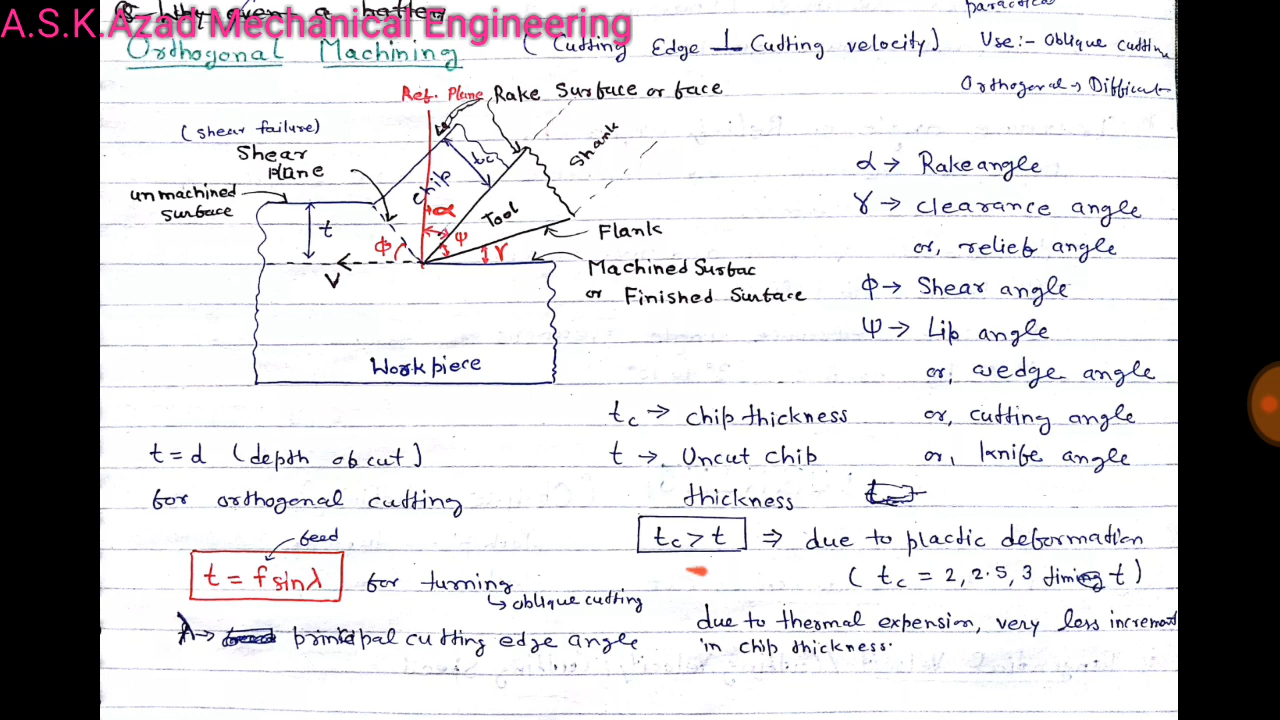 A.S.K.Azad Mechanical Engineering
Orthogonal Machining (Cutting Edge ⊥ Cutting velocity)
Use:- Oblique cutting
Orthogonal → Difficult
Ref. Plane
Rake Surface or face
(shear failure)
Shear
Plane
unmachined
surface
t
tc
chip
Shank
Tool
α
ψ
ϕ
γ
V
Flank
Machined Surfac
or Finished Surface
Workpiece
α → Rake angle
γ → clearance angle
or, relief angle
ϕ → Shear angle
ψ → Lip angle
or, wedge angle
or, cutting angle
or, knife angle
tc → chip thickness
t → Uncut chip
thickness
t = d (depth of cut)
for orthogonal cutting
feed
t = f sinλ for turning
↳ oblique cutting
λ → principal cutting edge angle
tc > t ⇒ due to plactic deformation
(tc = 2, 2.5, 3 timing t)
due to thermal expension, very less increment
in chip thickness.